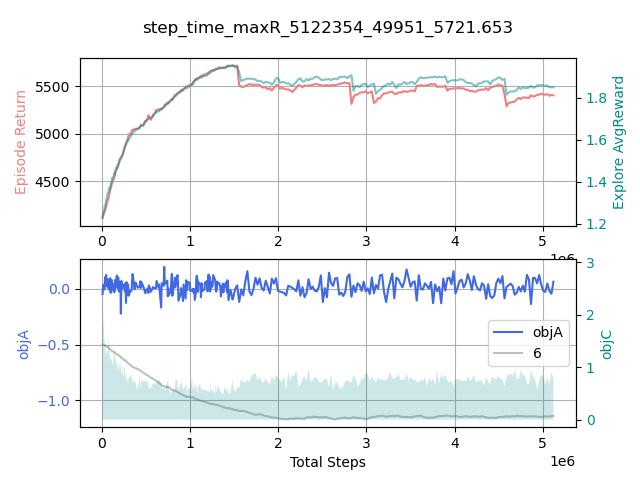 step_time_maxR_5122354_49951_5721.653
5500
5000
4500
Episode Return
1.8
1.6
1.4
1.2
Explore AvgReward
0 1 2 3 4 5
1e6
0.0
−0.5
−1.0
objA
3
2
1
0
objC
objA
6
0 1 2 3 4 5
Total Steps
1e6